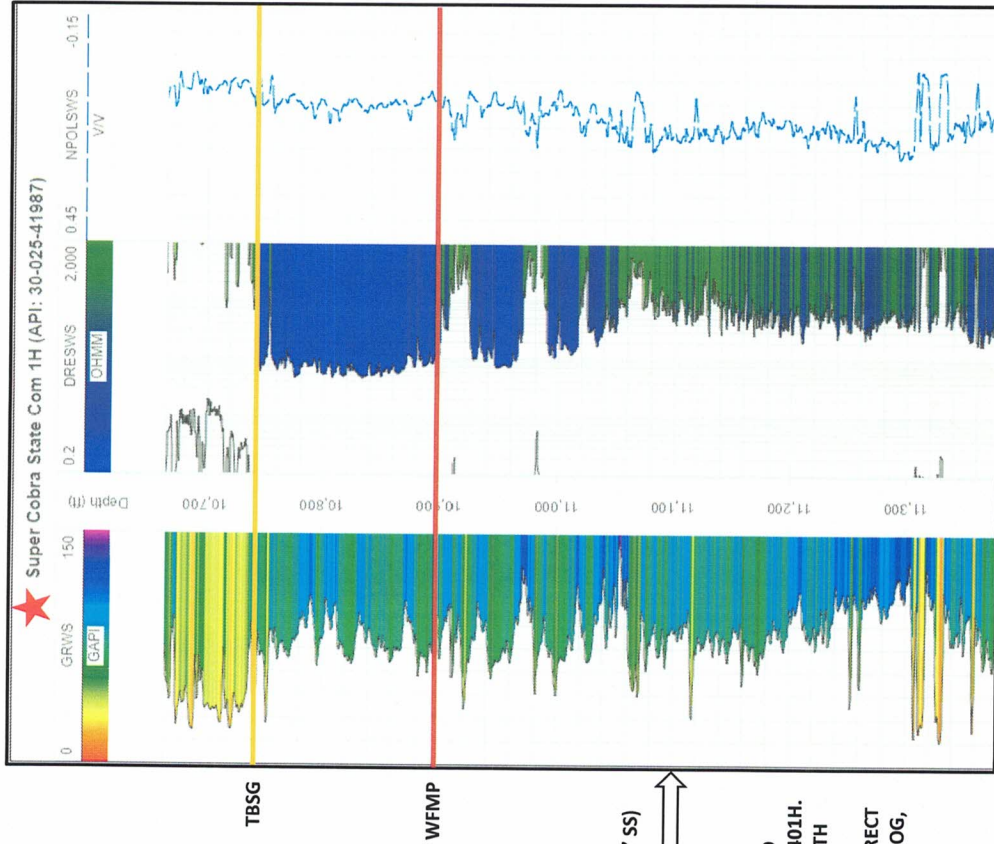 Super Cobra State Com 1H (API: 30-025-41987)
0 GRWS 150
GAPI
Depth (ft)
0.2 DRESWS 2,000
OHMM
0.45 NPOLSWS -0.15
V/V
10,700
TBSG
10,800
10,900
WFMP
11,000
' SS)
11,100
11,200
401H.
TH
RECT
OG,
11,300